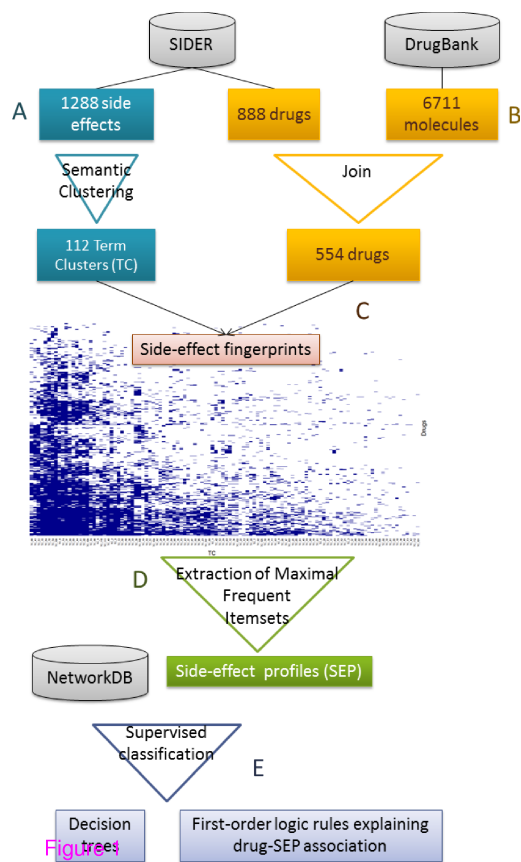 SIDER
DrugBank
A
1288 side
effects
888 drugs
6711
molecules
B
Semantic
Clustering
Join
112 Term
Clusters (TC)
554 drugs
C
Side-effect fingerprints
Drugs
TC
D
Extraction of Maximal
Frequent
Itemsets
NetworkDB
Side-effect profiles (SEP)
Supervised
classification
E
Decision
trees
First-order logic rules explaining
drug-SEP association
Figure 1